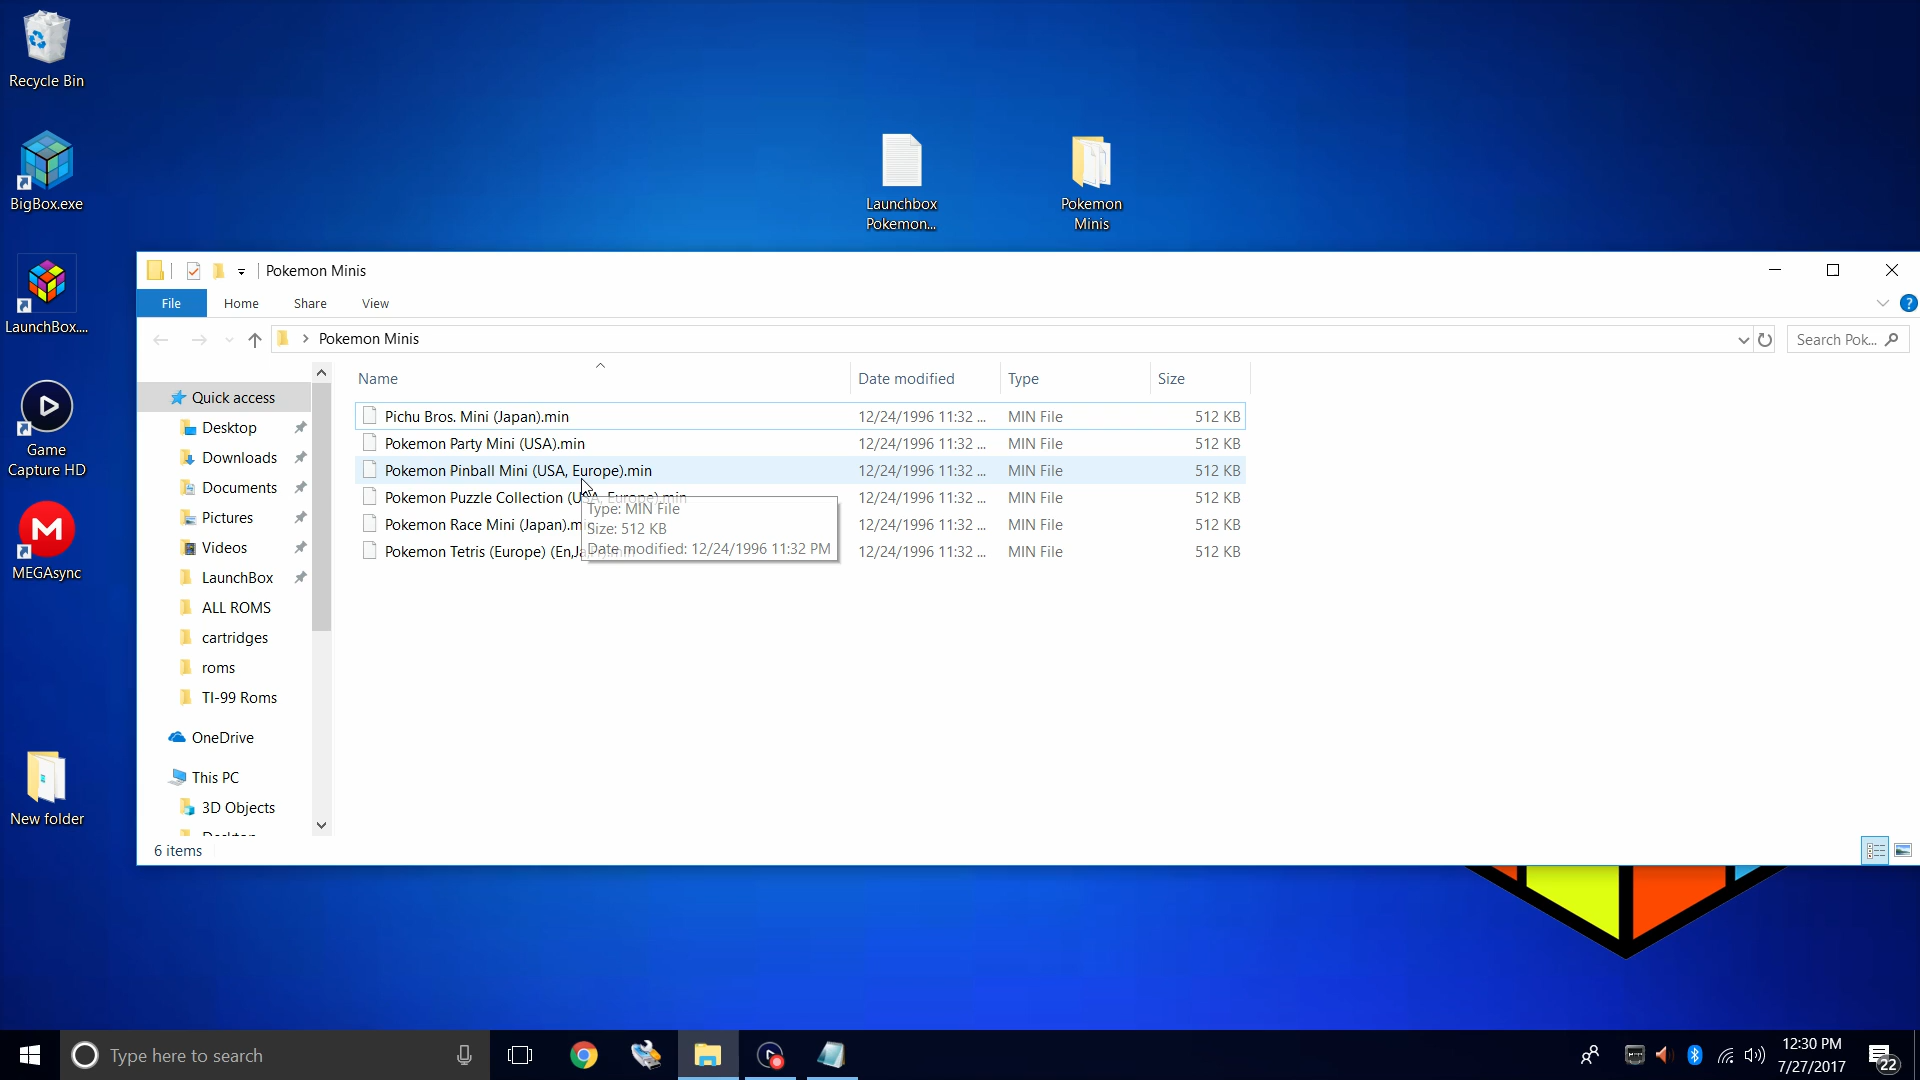 Recycle Bin
BigBox.exe
LaunchBox....
Game
Capture HD
MEGAsync
New folder
Launchbox
Pokemon...
Pokemon
Minis
Pokemon Minis
File Home Share View
Pokemon Minis
Search Pok...
Name Date modified Type Size
Pichu Bros. Mini (Japan).min 12/24/1996 11:32 ... MIN File 512 KB
Pokemon Party Mini (USA).min 12/24/1996 11:32 ... MIN File 512 KB
Pokemon Pinball Mini (USA, Europe).min 12/24/1996 11:32 ... MIN File 512 KB
Pokemon Puzzle Collection (USA, Europe).min 12/24/1996 11:32 ... MIN File 512 KB
Pokemon Race Mini (Japan).mi 12/24/1996 11:32 ... MIN File 512 KB
Pokemon Tetris (Europe) (En,Ja 12/24/1996 11:32 ... MIN File 512 KB
Type: MIN File
Size: 512 KB
Date modified: 12/24/1996 11:32 PM
Quick access
Desktop
Downloads
Documents
Pictures
Videos
LaunchBox
ALL ROMS
cartridges
roms
TI-99 Roms
OneDrive
This PC
3D Objects
Desktop
6 items
Type here to search
12:30 PM
7/27/2017
22